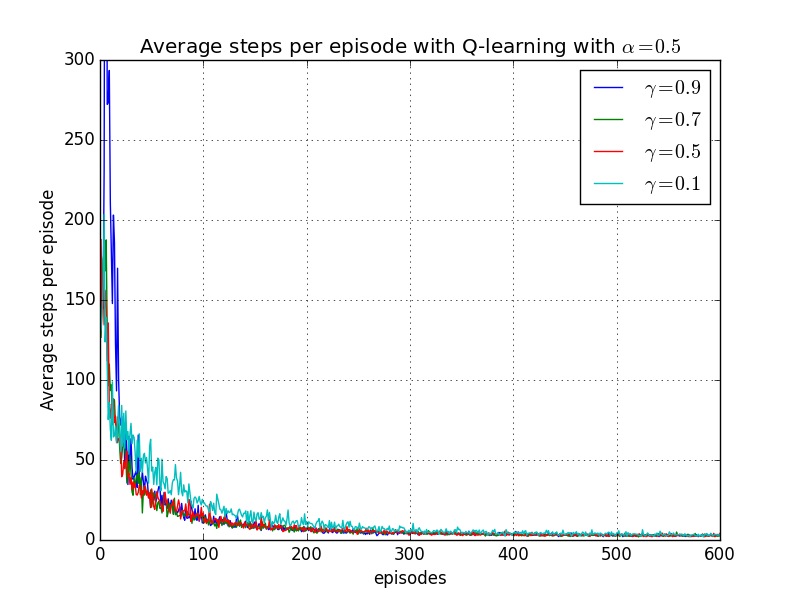 Average steps per episode with Q-learning with α=0.5
300
250
200
150
100
50
0
Average steps per episode
γ=0.9
γ=0.7
γ=0.5
γ=0.1
0 100 200 300 400 500 600
episodes